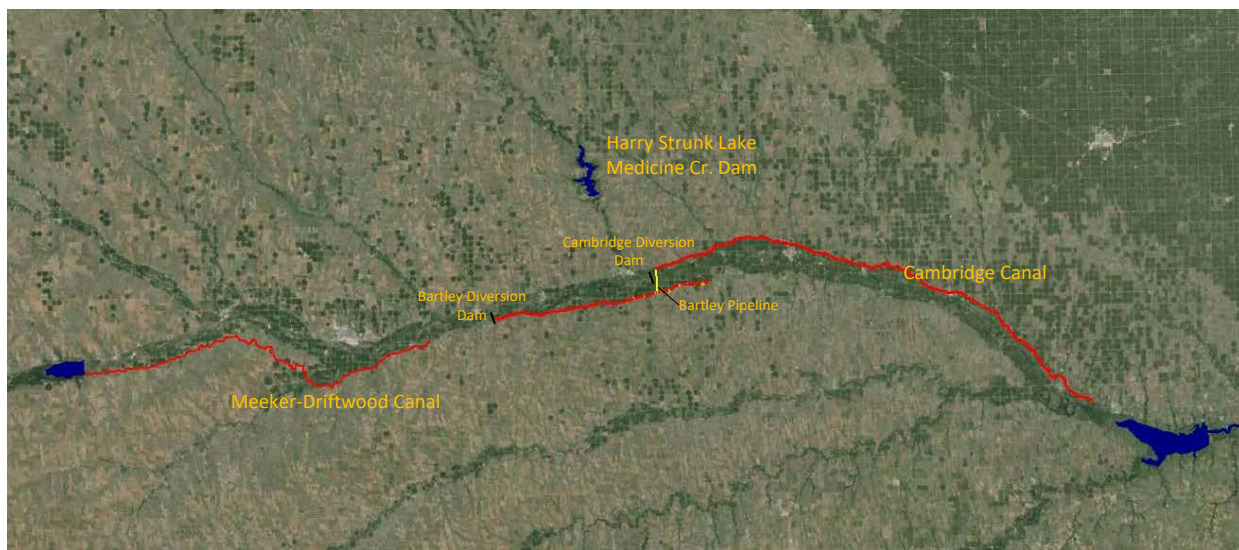 Harry Strunk Lake
Medicine Cr. Dam
Cambridge Diversion
Dam
Cambridge Canal
Bartley Diversion
Dam
Bartley Pipeline
Meeker-Driftwood Canal